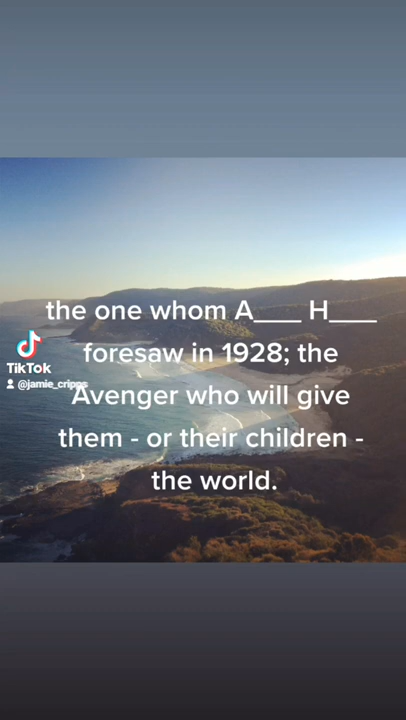 the one whom A___ H___
foresaw in 1928; the
Avenger who will give
them - or their children -
the world.
TikTok
@jamie_cripps